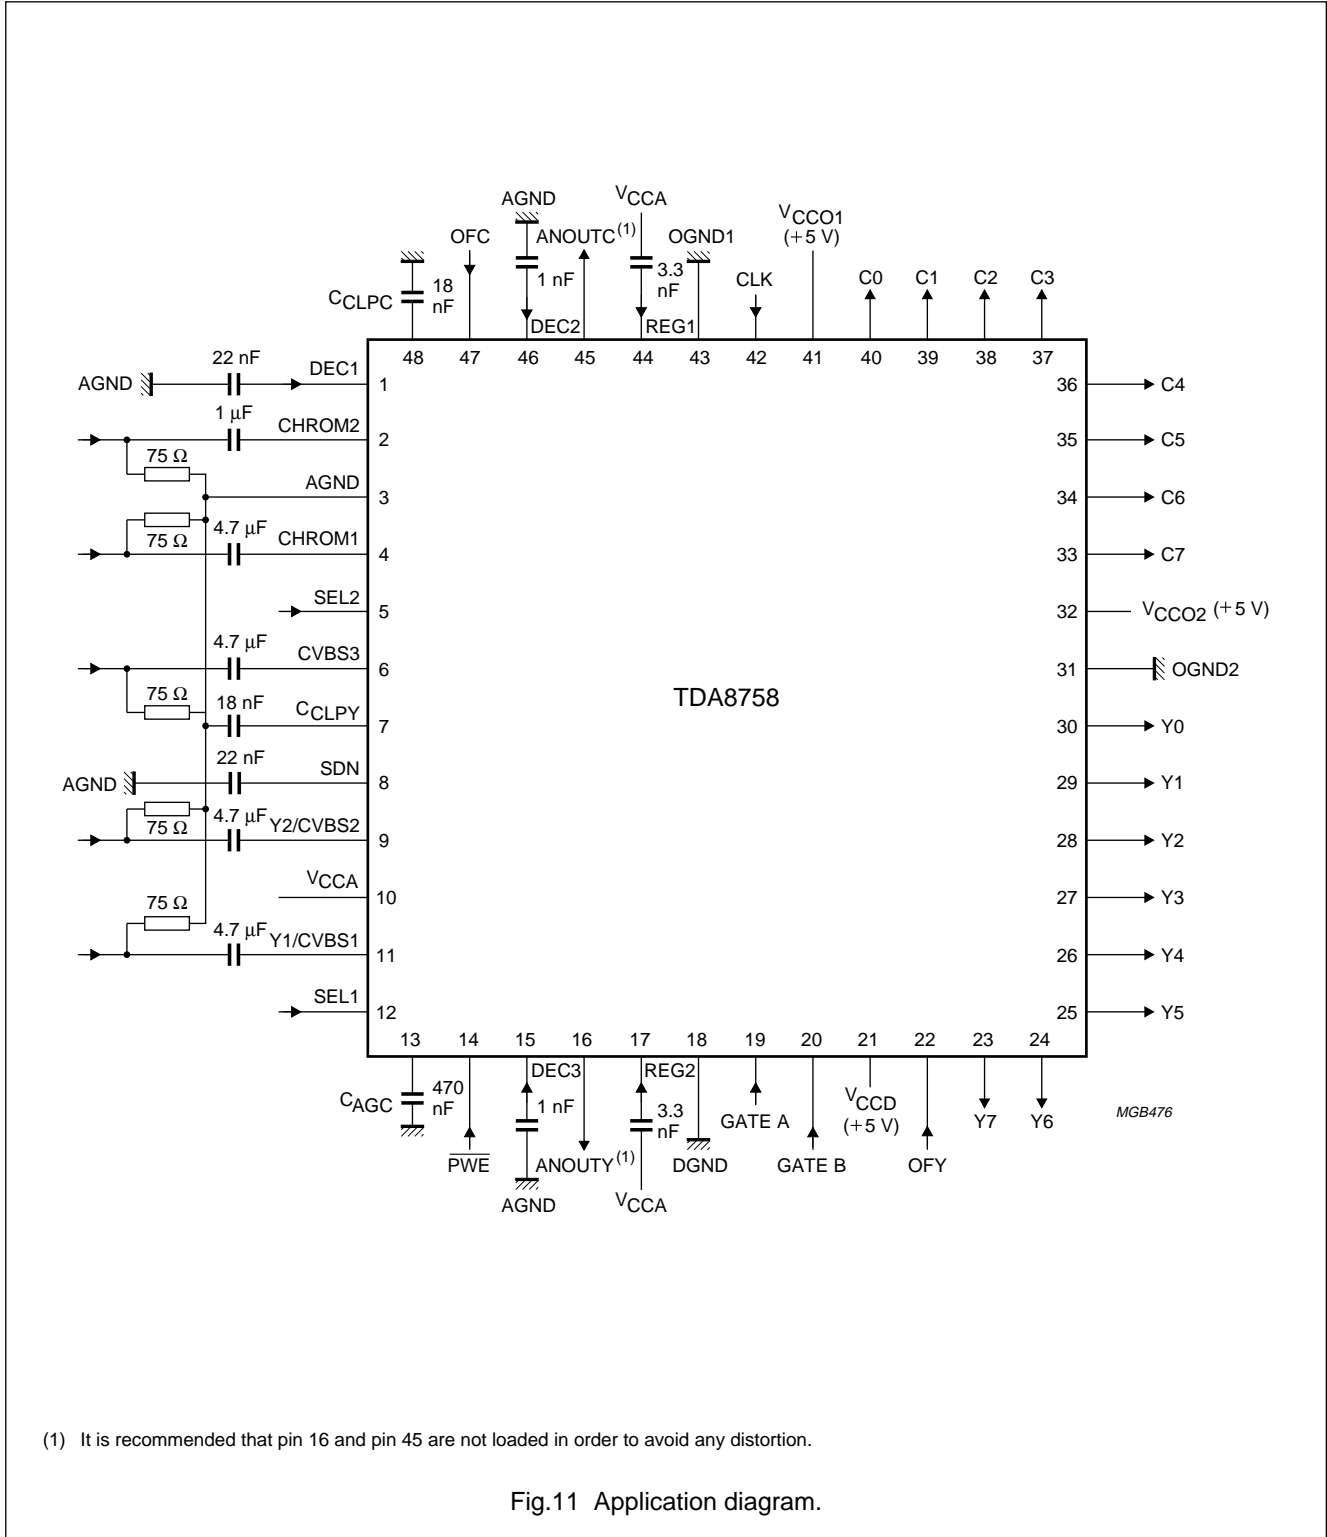 AGND
VCCA
VCCO1
(+5 V)
OFC
ANOUTC(1)
OGND1
CLK
C0
C1
C2
C3
CCLPC
18
nF
1 nF
3.3
nF
DEC2
REG1
48
47
46
45
44
43
42
41
40
39
38
37
AGND
22 nF
DEC1
1
1 μF
CHROM2
2
75 Ω
AGND
3
75 Ω
4.7 μF
CHROM1
4
SEL2
5
4.7 μF
CVBS3
6
75 Ω
18 nF
CCLPY
7
AGND
22 nF
SDN
8
75 Ω
4.7 μF
Y2/CVBS2
9
VCCA
10
75 Ω
4.7 μF
Y1/CVBS1
11
SEL1
12
TDA8758
36
C4
35
C5
34
C6
33
C7
32
VCCO2 (+5 V)
31
OGND2
30
Y0
29
Y1
28
Y2
27
Y3
26
Y4
25
Y5
13
14
15
16
17
18
19
20
21
22
23
24
DEC3
REG2
CAGC
470
nF
1 nF
3.3
nF
PWE
ANOUTY(1)
DGND
GATE A
GATE B
VCCD
(+5 V)
OFY
Y7
Y6
AGND
VCCA
MGB476
(1) It is recommended that pin 16 and pin 45 are not loaded in order to avoid any distortion.
Fig.11 Application diagram.